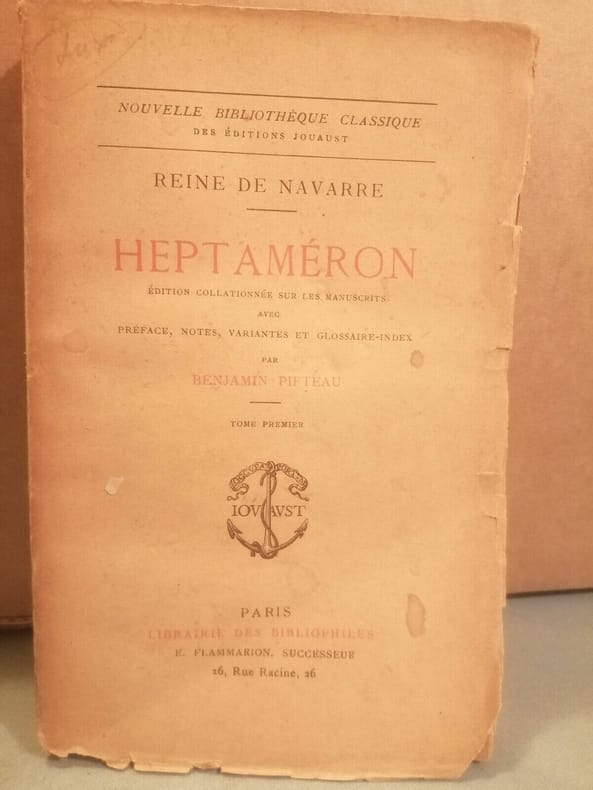 NOUVELLE BIBLIOTHÈQUE CLASSIQUE
DES ÉDITIONS JOUAUST
REINE DE NAVARRE
HEPTAMÉRON
ÉDITION COLLATIONNÉE SUR LES MANUSCRITS
AVEC
PRÉFACE, NOTES, VARIANTES ET GLOSSAIRE-INDEX
PAR
BENJAMIN PIFTEAU
TOME PREMIER
IOVAVST
PARIS
LIBRAIRIE DES BIBLIOPHILES
E. FLAMMARION, SUCCESSEUR
26, Rue Racine, 26